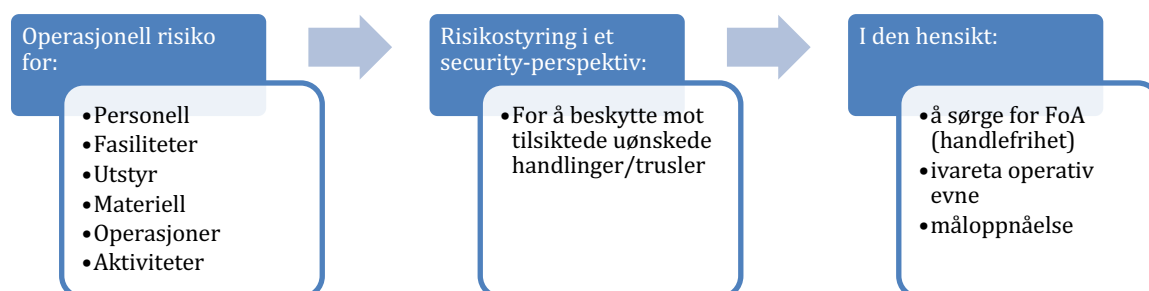 Operasjonell risiko
for:
•Personell
•Fasiliteter
•Utstyr
•Materiell
•Operasjoner
•Aktiviteter
Risikostyring i et
security-perspektiv:
•For å beskytte mot
tilsiktede uønskede
handlinger/trusler
I den hensikt:
•å sørge for FoA
(handlefrihet)
•ivareta operativ
evne
•måloppnåelse